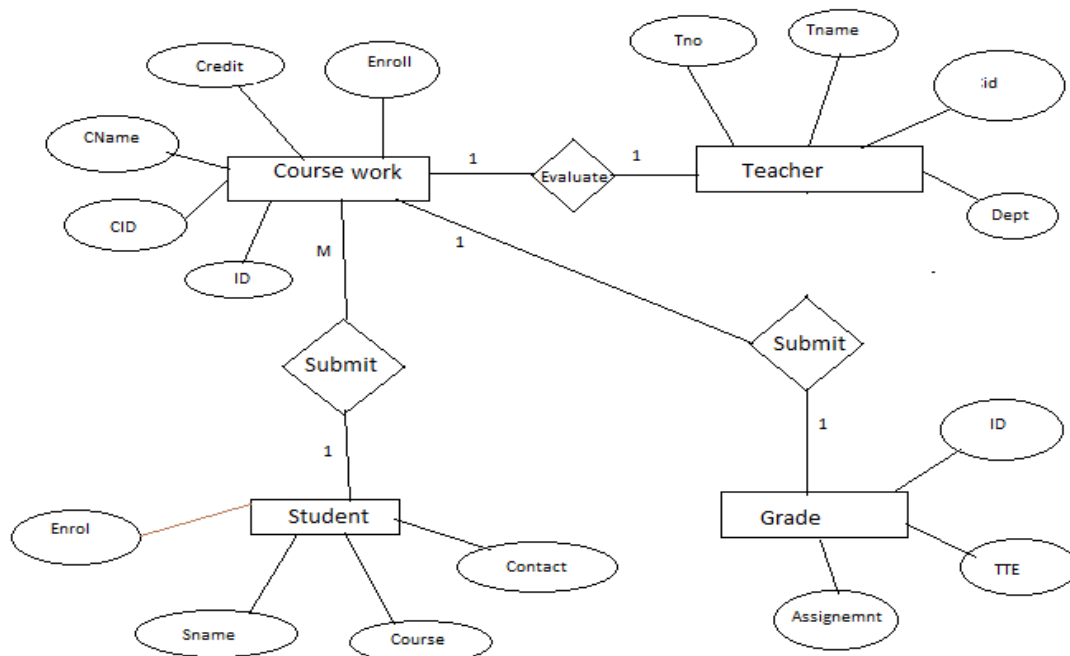 Tno
Tname
Credit
Enroll
:id
CName
Course work
1
Evaluate
1
Teacher
CID
Dept
ID
M
1
Submit
Submit
1
1
ID
Enrol
Student
Grade
Contact
TTE
Sname
Course
Assignemnt